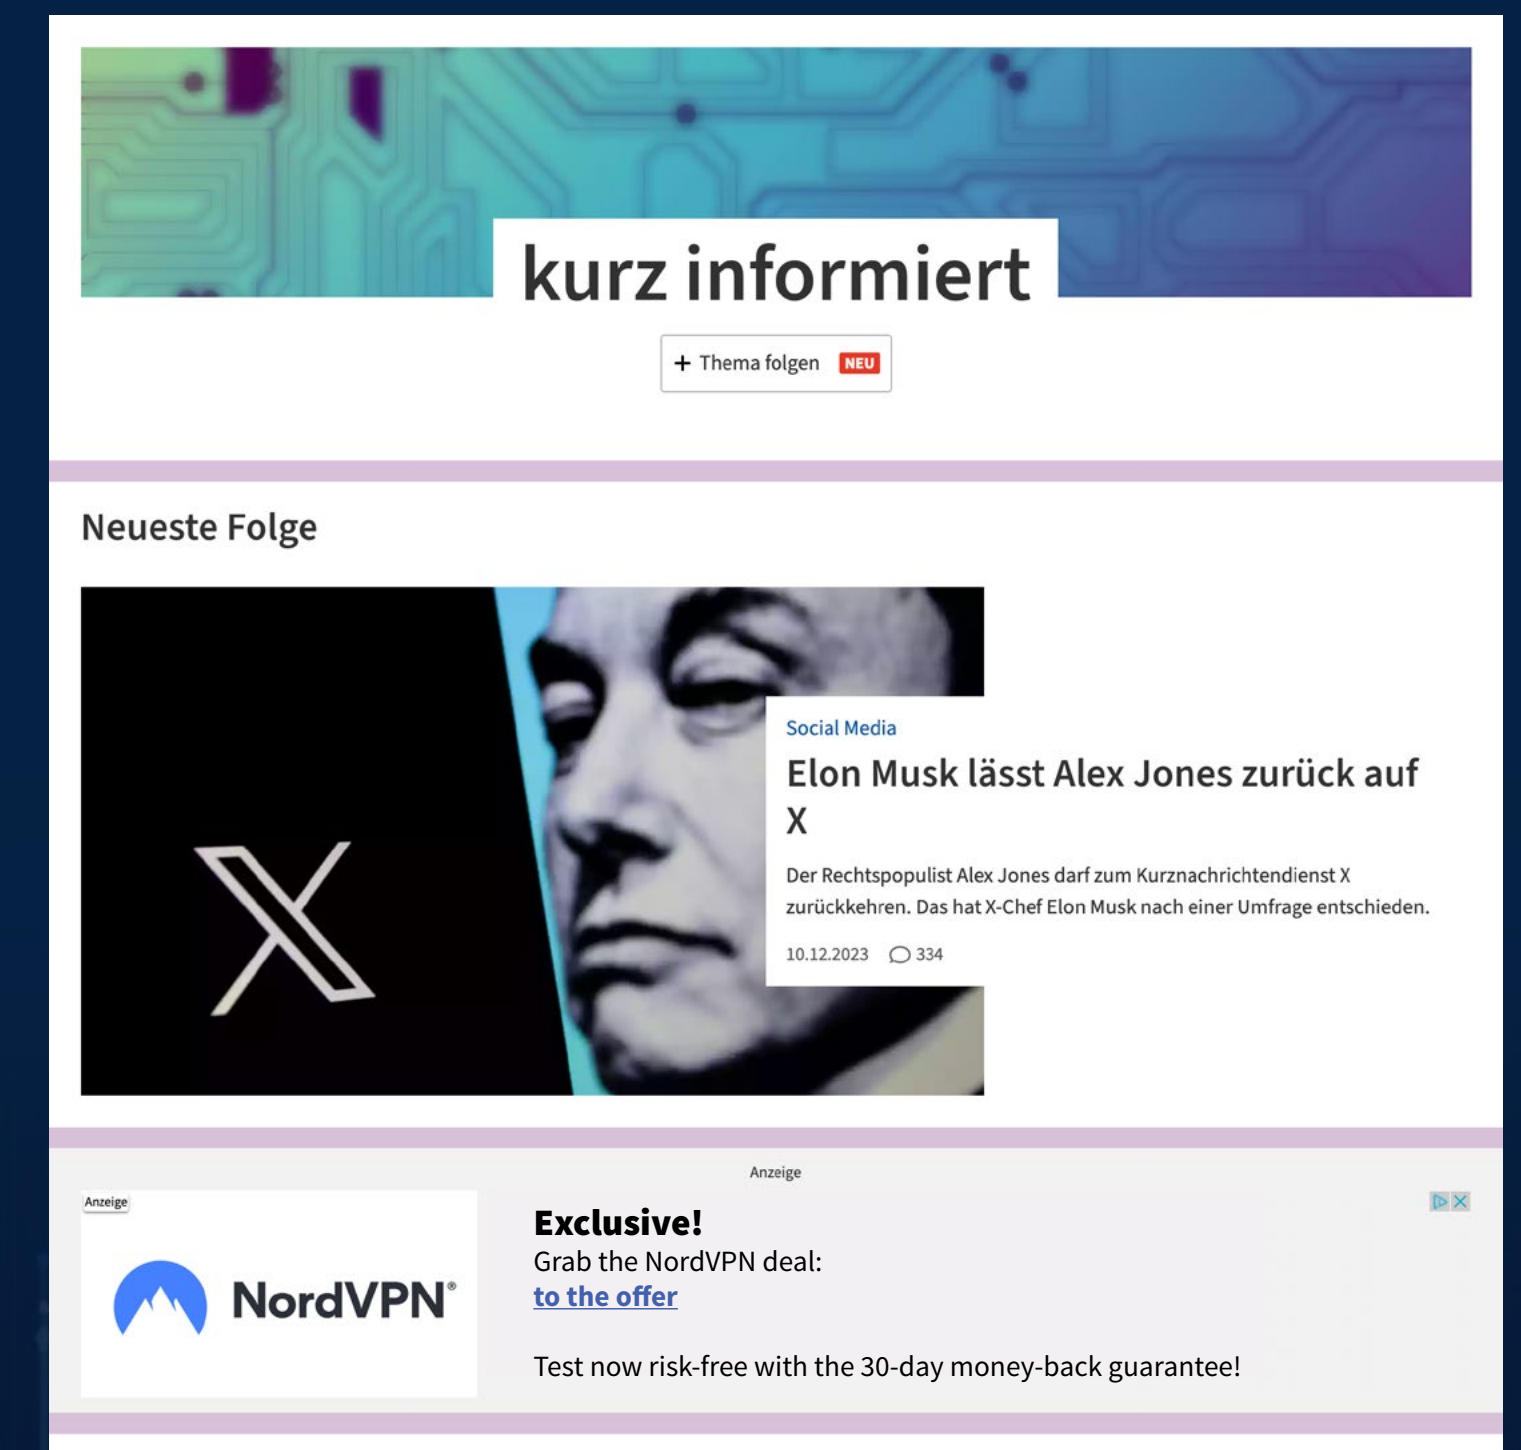 kurz informiert
+ Thema folgen NEU
Neueste Folge
Social Media
Elon Musk lässt Alex Jones zurück auf
X
Der Rechtspopulist Alex Jones darf zum Kurznachrichtendienst X
zurückkehren. Das hat X-Chef Elon Musk nach einer Umfrage entschieden.
10.12.2023 334
Anzeige
Anzeige
NordVPN®
Exclusive!
Grab the NordVPN deal:
to the offer
Test now risk-free with the 30-day money-back guarantee!